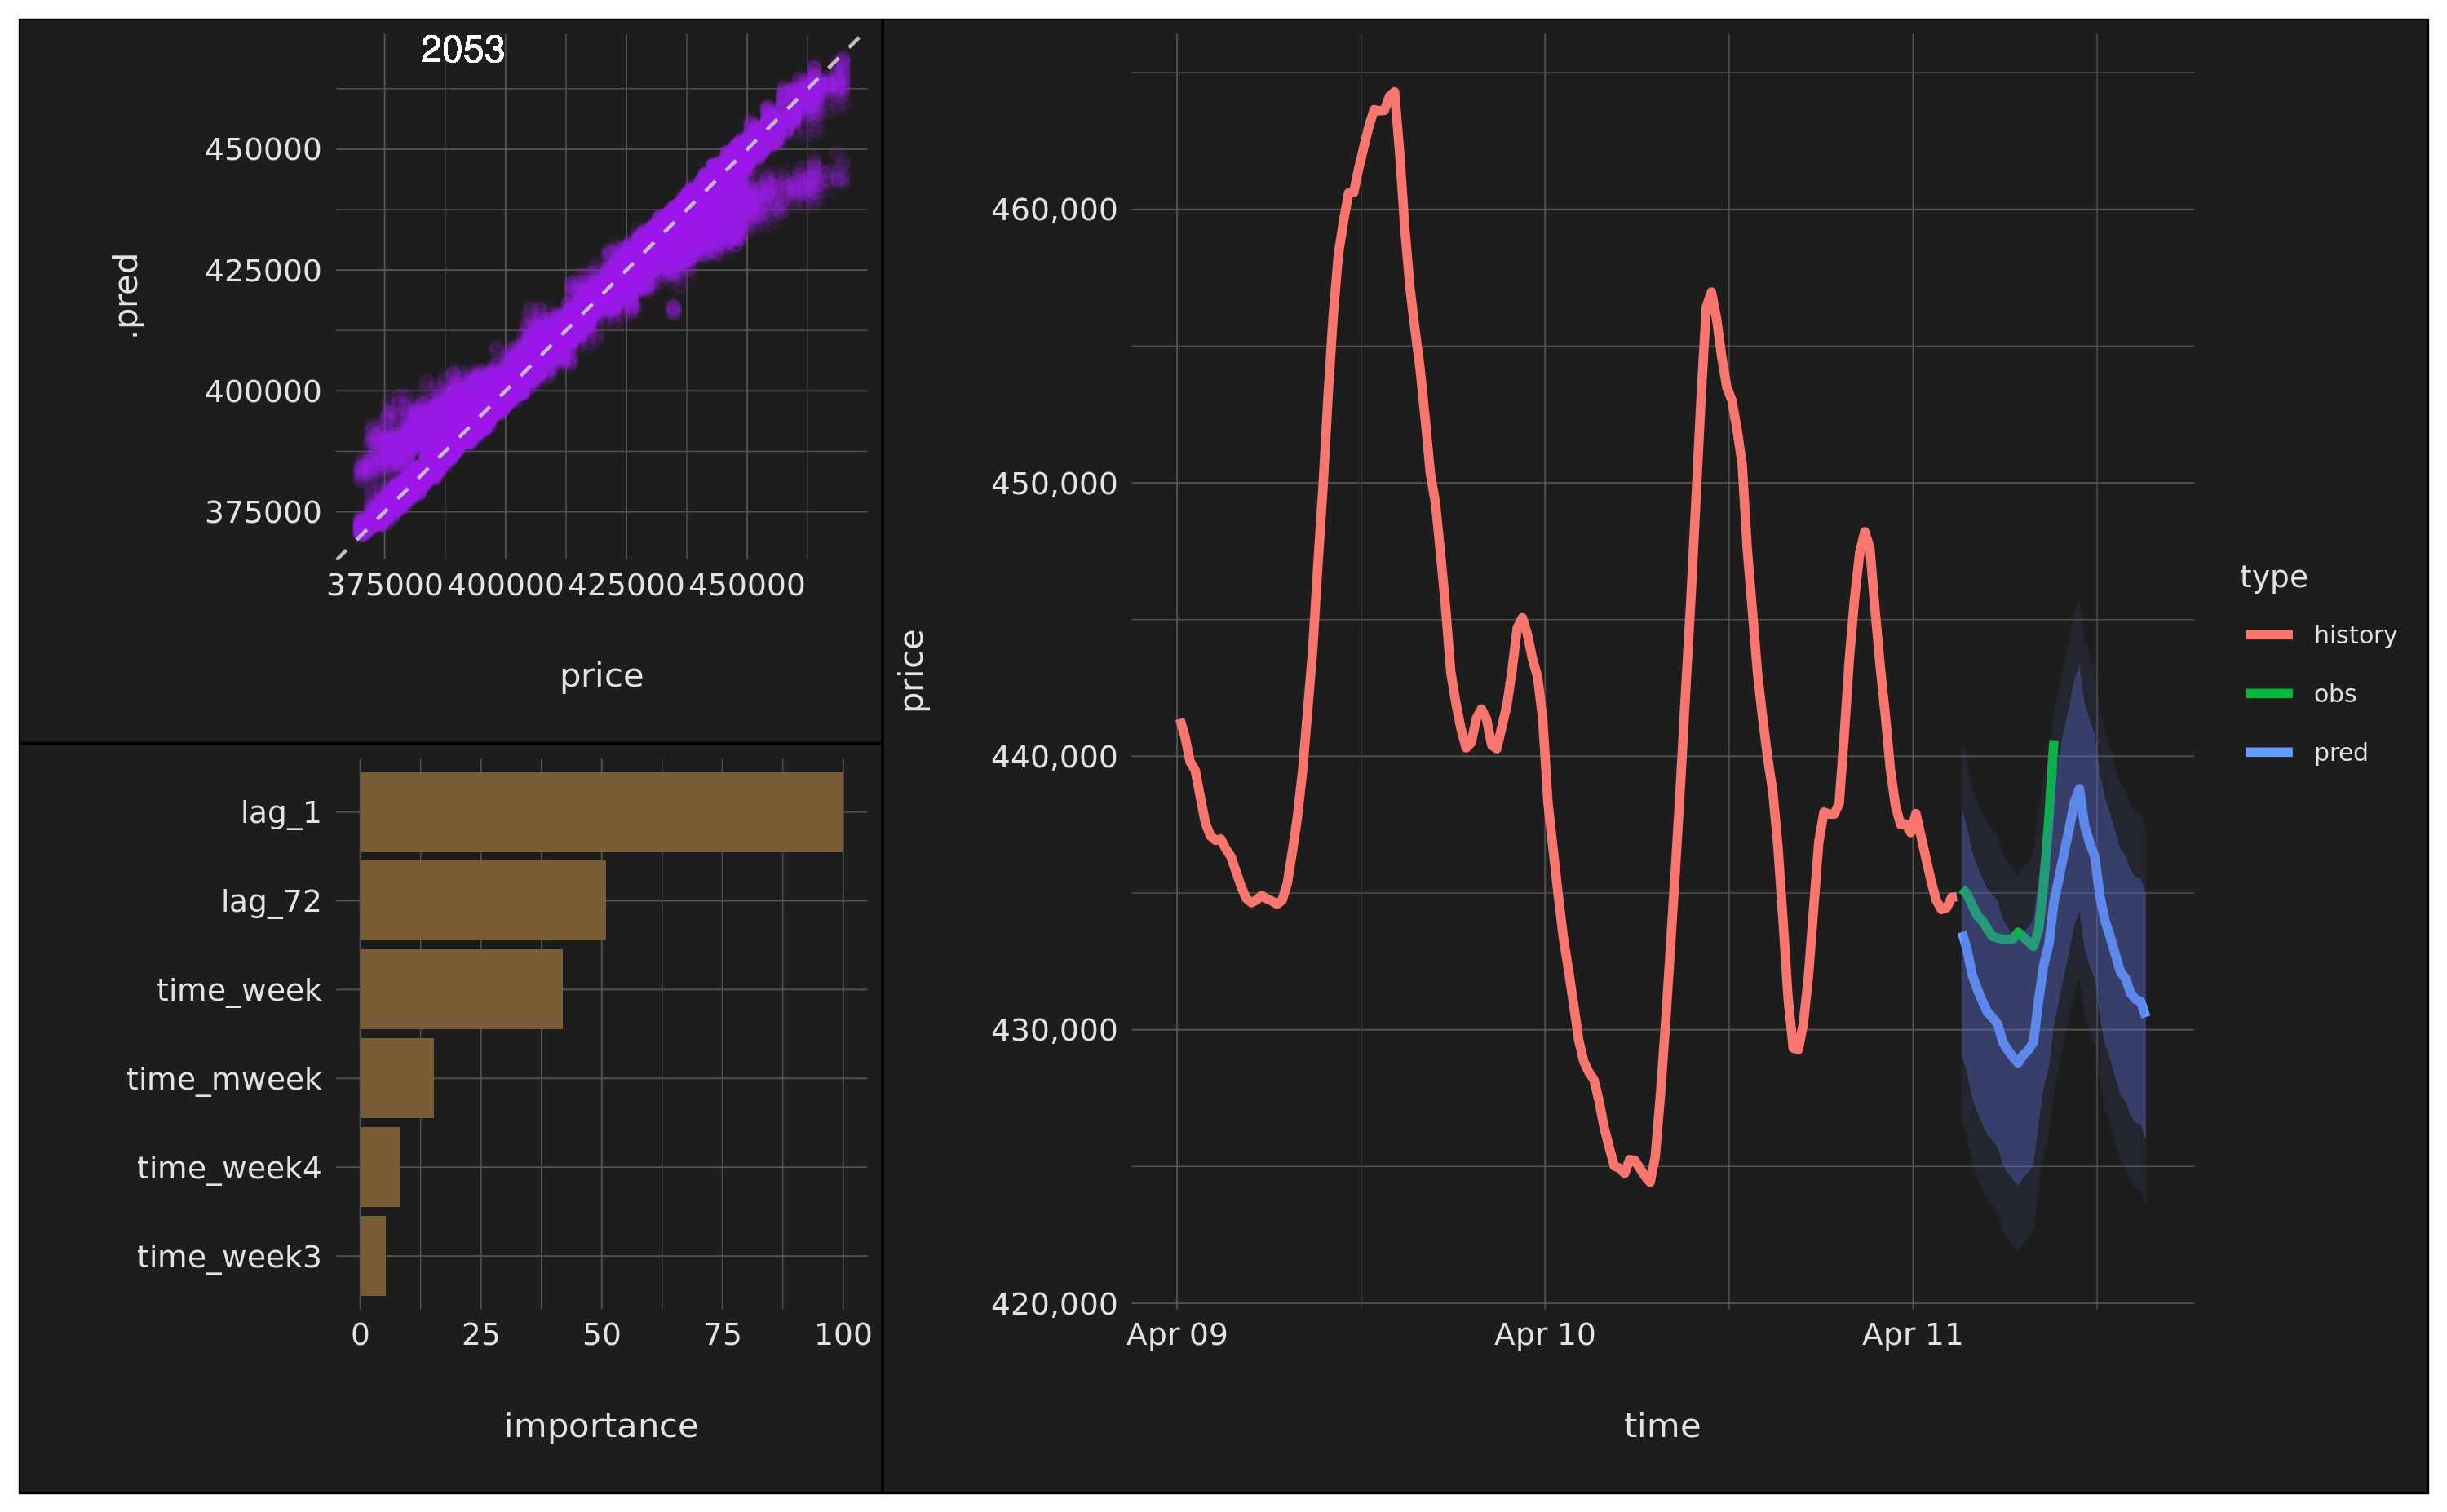 2053
.pred
450000
425000
400000
375000
375000 400000 425000 450000
price
lag_1
lag_72
time_week
time_mweek
time_week4
time_week3
0 25 50 75 100
importance
price
460,000
450,000
440,000
430,000
420,000
Apr 09 Apr 10 Apr 11
time
type
history
obs
pred